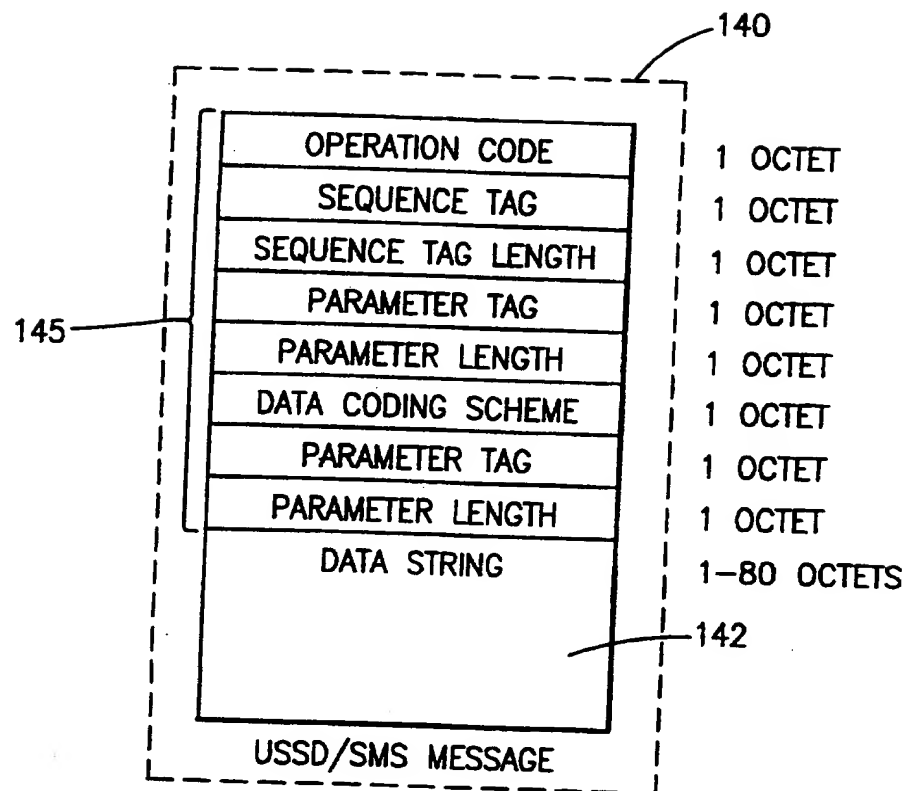 140
OPERATION CODE 1 OCTET
SEQUENCE TAG 1 OCTET
SEQUENCE TAG LENGTH 1 OCTET
PARAMETER TAG 1 OCTET
145 PARAMETER LENGTH 1 OCTET
DATA CODING SCHEME 1 OCTET
PARAMETER TAG 1 OCTET
PARAMETER LENGTH 1 OCTET
DATA STRING 1-80 OCTETS
142
USSD/SMS MESSAGE